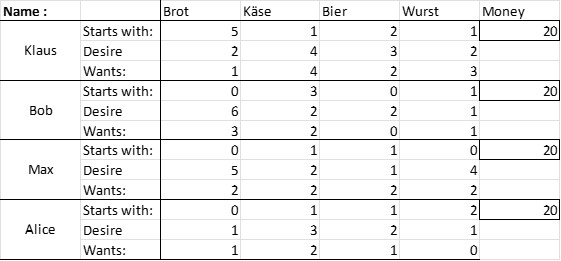 Name : Brot Käse Bier Wurst Money
Starts with: 5 1 2 1 20
Klaus Desire 2 4 3 2
Wants: 1 4 2 3
Starts with: 0 3 0 1 20
Bob Desire 6 2 2 1
Wants: 3 2 0 1
Starts with: 0 1 1 0 20
Max Desire 5 2 1 4
Wants: 2 2 2 2
Starts with: 0 1 1 2 20
Alice Desire 1 3 2 1
Wants: 1 2 1 0